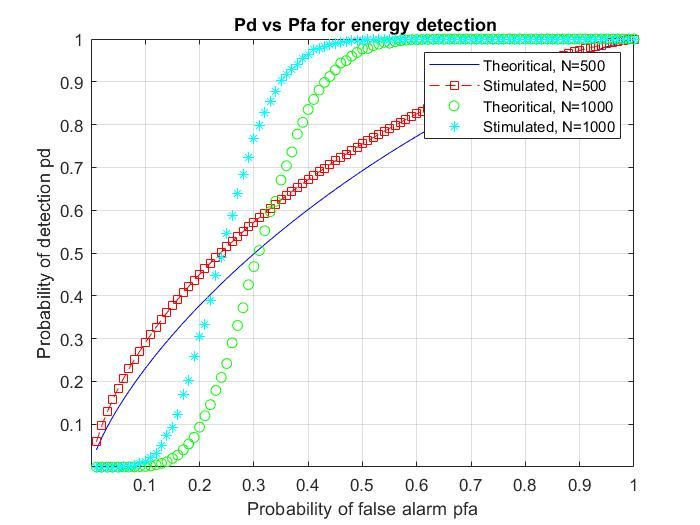 Pd vs Pfa for energy detection
Probability of detection pd
1
0.9
0.8
0.7
0.6
0.5
0.4
0.3
0.2
0.1
Theoritical, N=500
Stimulated, N=500
Theoritical, N=1000
Stimulated, N=1000
0.1 0.2 0.3 0.4 0.5 0.6 0.7 0.8 0.9 1
Probability of false alarm pfa